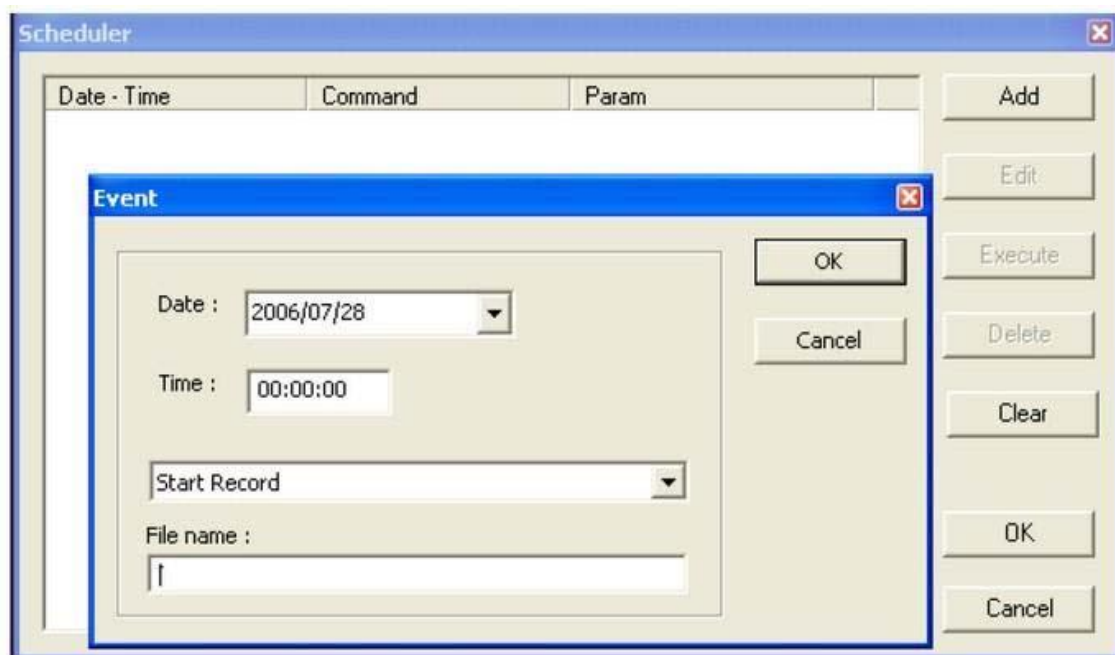 Scheduler
Date - Time Command Param
Add
Edit
Execute
Delete
Clear
OK
Cancel
Event
Date : 2006/07/28
Time : 00:00:00
Start Record
File name :
OK
Cancel